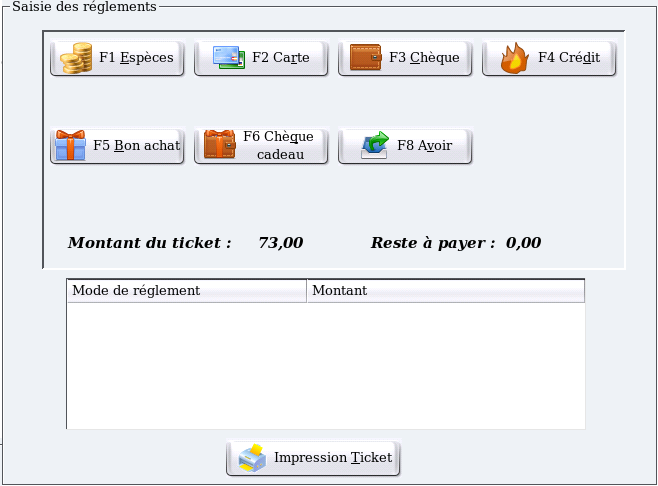 Saisie des réglements
F1 Espèces
F2 Carte
F3 Chèque
F4 Crédit
F5 Bon achat
F6 Chèque
cadeau
F8 Avoir
Montant du ticket : 73,00
Reste à payer : 0,00
Mode de réglement
Montant
Impression Ticket